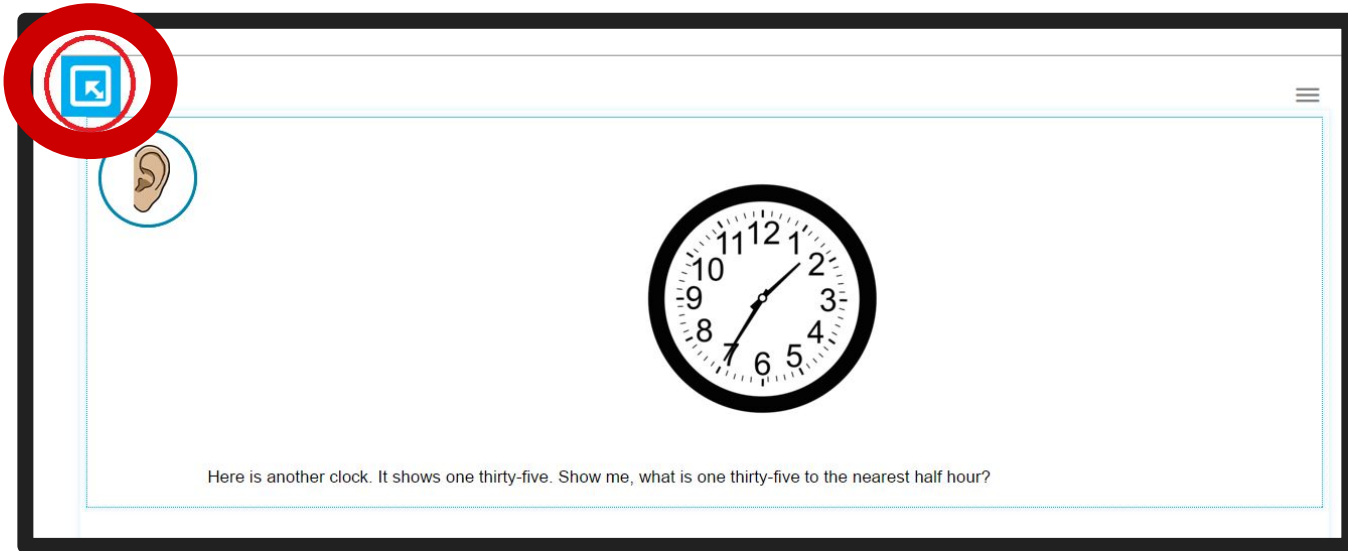 12
11 1
10 2
9 3
8 4
7 6 5
Here is another clock. It shows one thirty-five. Show me, what is one thirty-five to the nearest half hour?